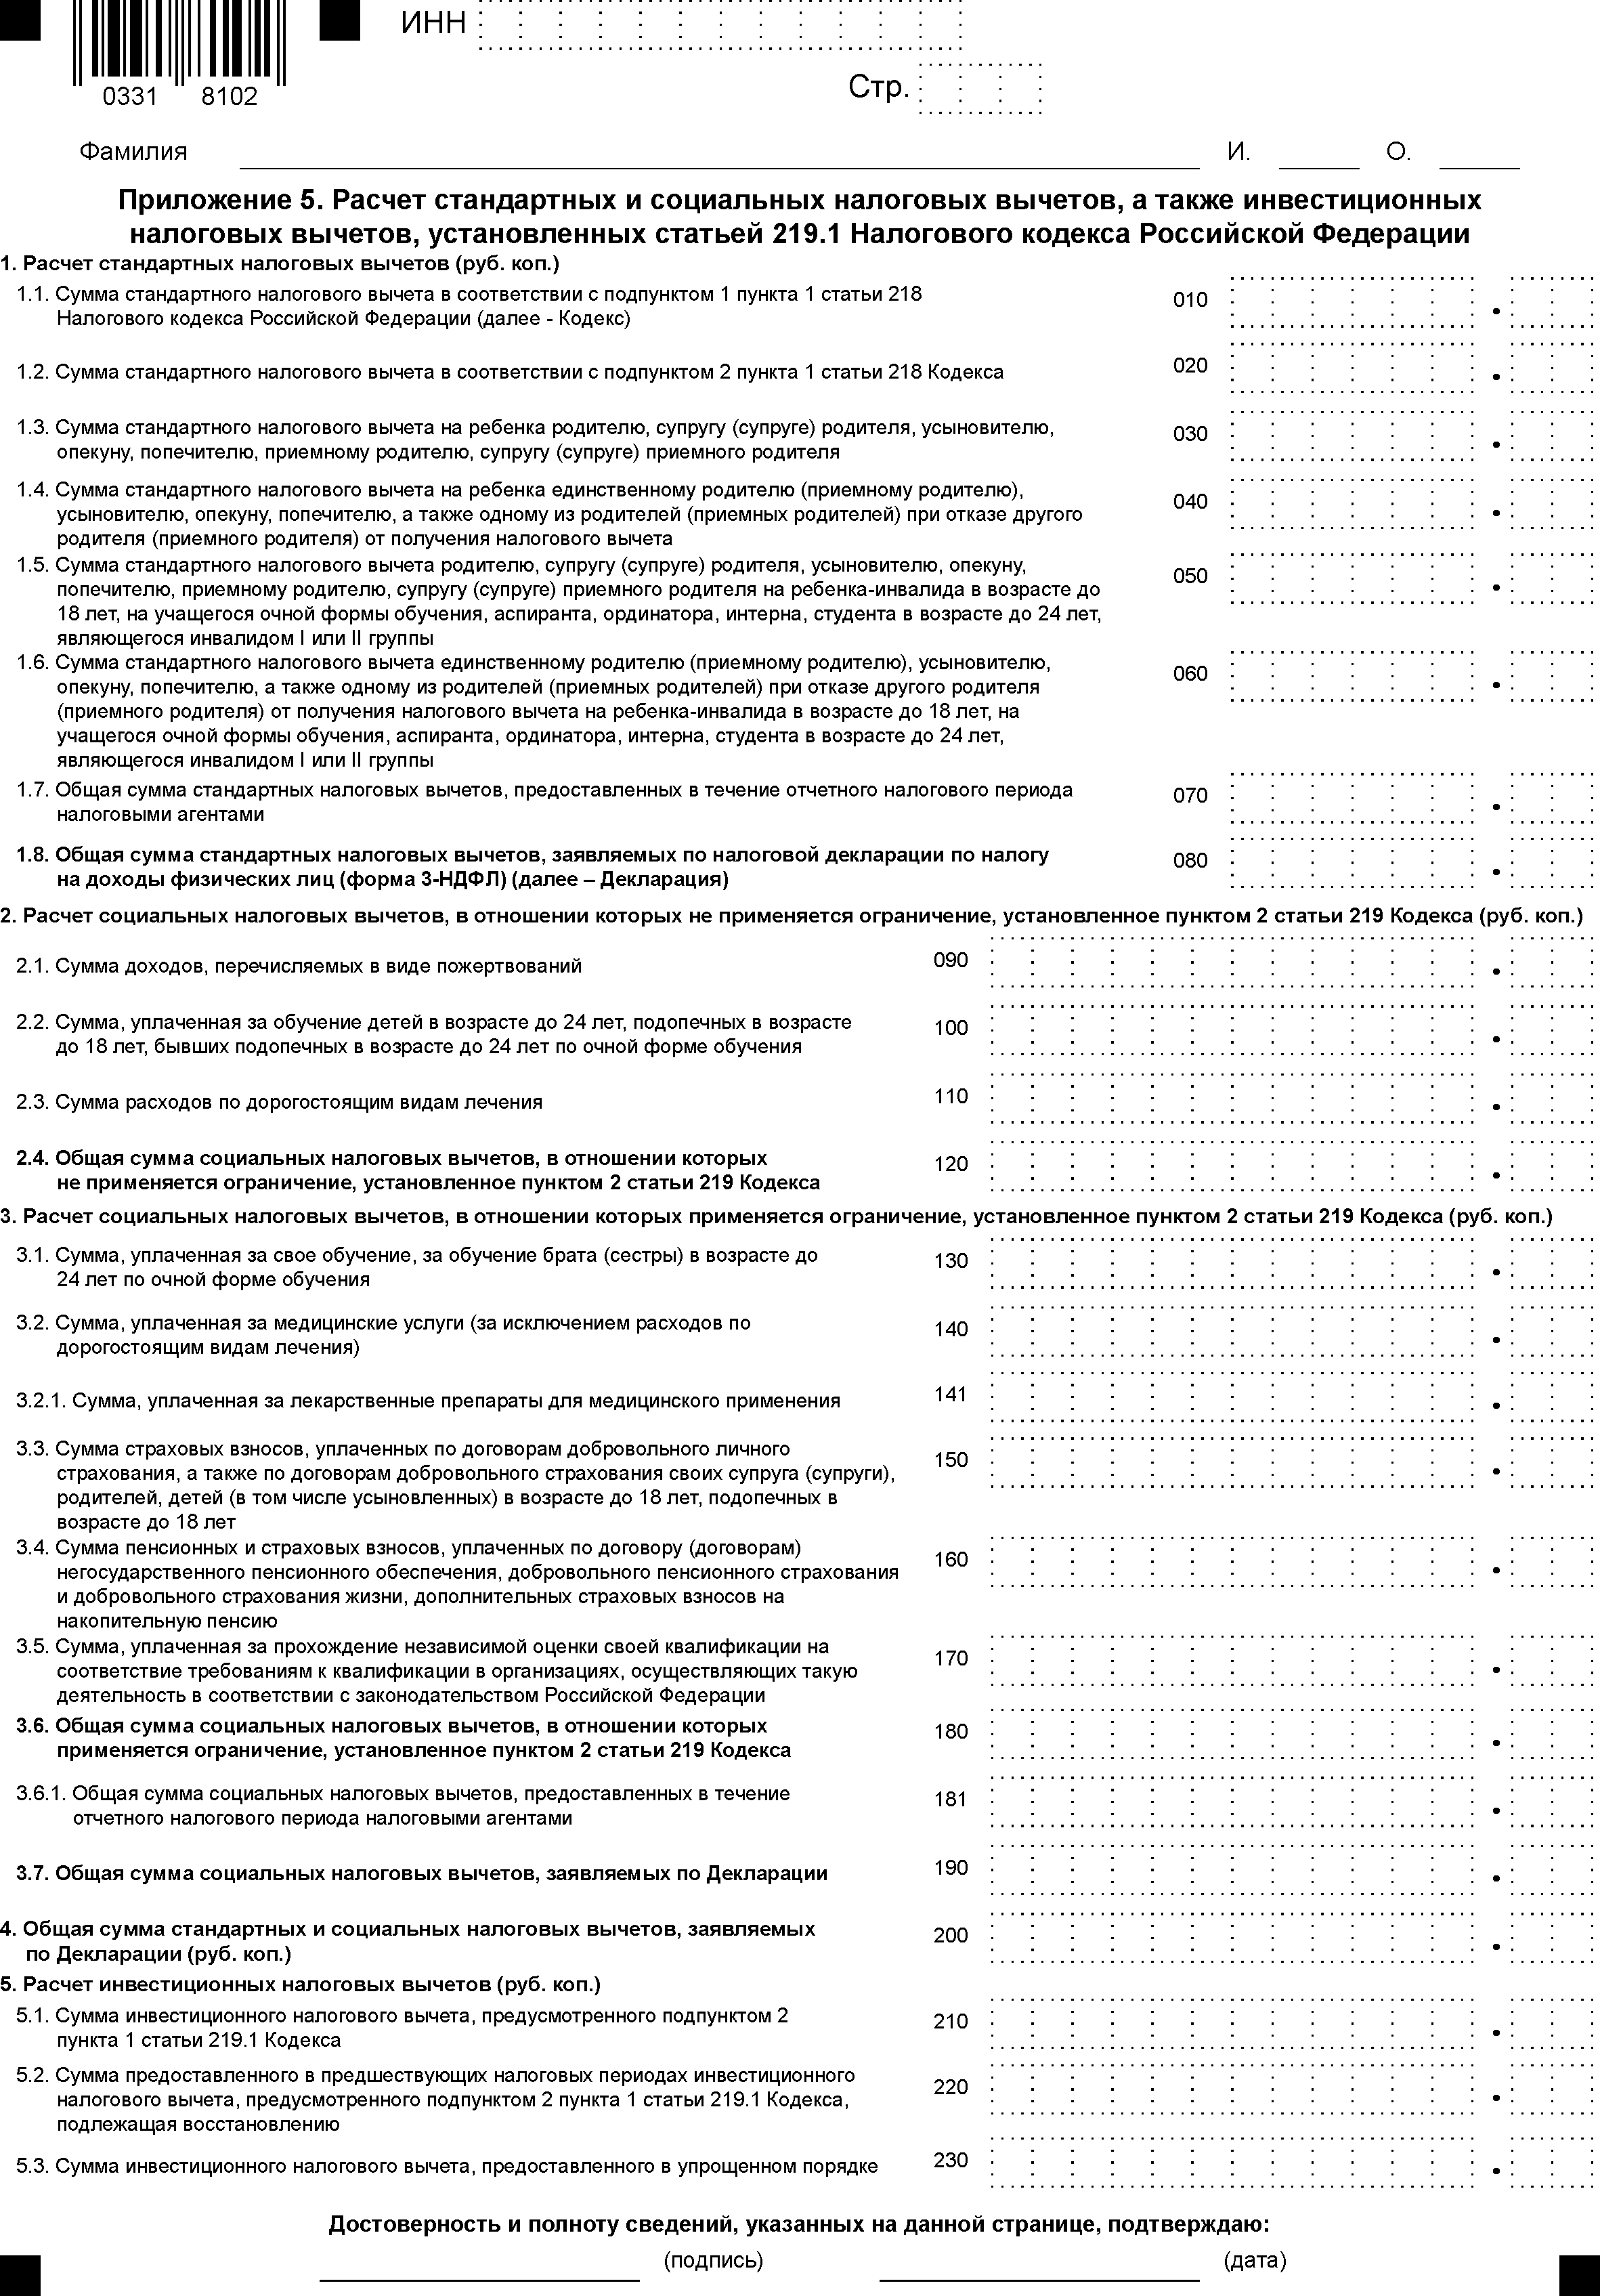 ИНН
0331 8102
Стр.
Фамилия И. О.
Приложение 5. Расчет стандартных и социальных налоговых вычетов, а также инвестиционных
налоговых вычетов, установленных статьей 219.1 Налогового кодекса Российской Федерации
1. Расчет стандартных налоговых вычетов (руб. коп.)
1.1. Сумма стандартного налогового вычета в соответствии с подпунктом 1 пункта 1 статьи 218 010
Налогового кодекса Российской Федерации (далее - Кодекс)
1.2. Сумма стандартного налогового вычета в соответствии с подпунктом 2 пункта 1 статьи 218 Кодекса 020
1.3. Сумма стандартного налогового вычета на ребенка родителю, супругу (супруге) родителя, усыновителю, 030
опекуну, попечителю, приемному родителю, супругу (супруге) приемного родителя
1.4. Сумма стандартного налогового вычета на ребенка единственному родителю (приемному родителю), 040
усыновителю, опекуну, попечителю, а также одному из родителей (приемных родителей) при отказе другого
родителя (приемного родителя) от получения налогового вычета
1.5. Сумма стандартного налогового вычета родителю, супругу (супруге) родителя, усыновителю, опекуну, 050
попечителю, приемному родителю, супругу (супруге) приемного родителя на ребенка-инвалида в возрасте до
18 лет, на учащегося очной формы обучения, аспиранта, ординатора, интерна, студента в возрасте до 24 лет,
являющегося инвалидом I или II группы
1.6. Сумма стандартного налогового вычета единственному родителю (приемному родителю), усыновителю, 060
опекуну, попечителю, а также одному из родителей (приемных родителей) при отказе другого родителя
(приемного родителя) от получения налогового вычета на ребенка-инвалида в возрасте до 18 лет, на
учащегося очной формы обучения, аспиранта, ординатора, интерна, студента в возрасте до 24 лет,
являющегося инвалидом I или II группы
1.7. Общая сумма стандартных налоговых вычетов, предоставленных в течение отчетного налогового периода 070
налоговыми агентами
1.8. Общая сумма стандартных налоговых вычетов, заявляемых по налоговой декларации по налогу 080
на доходы физических лиц (форма 3-НДФЛ) (далее – Декларация)
2. Расчет социальных налоговых вычетов, в отношении которых не применяется ограничение, установленное пунктом 2 статьи 219 Кодекса (руб. коп.)
2.1. Сумма доходов, перечисляемых в виде пожертвований 090
2.2. Сумма, уплаченная за обучение детей в возрасте до 24 лет, подопечных в возрасте 100
до 18 лет, бывших подопечных в возрасте до 24 лет по очной форме обучения
2.3. Сумма расходов по дорогостоящим видам лечения 110
2.4. Общая сумма социальных налоговых вычетов, в отношении которых 120
не применяется ограничение, установленное пунктом 2 статьи 219 Кодекса
3. Расчет социальных налоговых вычетов, в отношении которых применяется ограничение, установленное пунктом 2 статьи 219 Кодекса (руб. коп.)
3.1. Сумма, уплаченная за свое обучение, за обучение брата (сестры) в возрасте до 130
24 лет по очной форме обучения
3.2. Сумма, уплаченная за медицинские услуги (за исключением расходов по 140
дорогостоящим видам лечения)
3.2.1. Сумма, уплаченная за лекарственные препараты для медицинского применения 141
3.3. Сумма страховых взносов, уплаченных по договорам добровольного личного 150
страхования, а также по договорам добровольного страхования своих супруга (супруги),
родителей, детей (в том числе усыновленных) в возрасте до 18 лет, подопечных в
возрасте до 18 лет
3.4. Сумма пенсионных и страховых взносов, уплаченных по договору (договорам) 160
негосударственного пенсионного обеспечения, добровольного пенсионного страхования
и добровольного страхования жизни, дополнительных страховых взносов на
накопительную пенсию
3.5. Сумма, уплаченная за прохождение независимой оценки своей квалификации на 170
соответствие требованиям к квалификации в организациях, осуществляющих такую
деятельность в соответствии с законодательством Российской Федерации
3.6. Общая сумма социальных налоговых вычетов, в отношении которых 180
применяется ограничение, установленное пунктом 2 статьи 219 Кодекса
3.6.1. Общая сумма социальных налоговых вычетов, предоставленных в течение 181
отчетного налогового периода налоговыми агентами
3.7. Общая сумма социальных налоговых вычетов, заявляемых по Декларации 190
4. Общая сумма стандартных и социальных налоговых вычетов, заявляемых 200
по Декларации (руб. коп.)
5. Расчет инвестиционных налоговых вычетов (руб. коп.)
5.1. Сумма инвестиционного налогового вычета, предусмотренного подпунктом 2 210
пункта 1 статьи 219.1 Кодекса
5.2. Сумма предоставленного в предшествующих налоговых периодах инвестиционного 220
налогового вычета, предусмотренного подпунктом 2 пункта 1 статьи 219.1 Кодекса,
подлежащая восстановлению
5.3. Сумма инвестиционного налогового вычета, предоставленного в упрощенном порядке 230
Достоверность и полноту сведений, указанных на данной странице, подтверждаю:
(подпись) (дата)